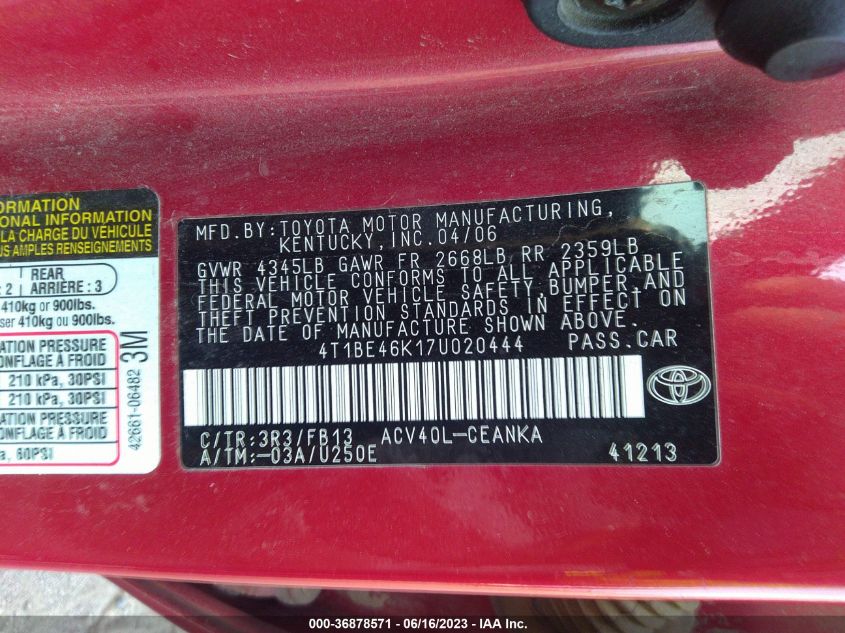 FORMATION
ONAL INFORMATION
LA CHARGE DU VÉHICULE
US AMPLES RENSEIGNEMENTS
REAR
: 2 ARRIÈRE : 3
410kg or 900lbs.
ser 410kg ou 900lbs.
ATION PRESSURE
ONFLAGE À FROID
210 kPa, 30PSI
210 kPa, 30PSI
ATION PRESSURE
ONFLAGE À FROID
a, 60PSI
42661-06482 3M
MFD.BY:TOYOTA MOTOR MANUFACTURING,
KENTUCKY,INC.04/06
GVWR 4345LB GAWR FR 2668LB RR 2359LB
THIS VEHICLE CONFORMS TO ALL APPLICABLE
FEDERAL MOTOR VEHICLE SAFETY,BUMPER,AND
THEFT PREVENTION STANDARDS IN EFFECT ON
THE DATE OF MANUFACTURE SHOWN ABOVE.
4T1BE46K17U020444 PASS.CAR
C/TR:3R3/FB13 ACV40L-CEANKA
A/TM:-03A/U250E 41213
000-36878571 - 06/16/2023 - IAA Inc.